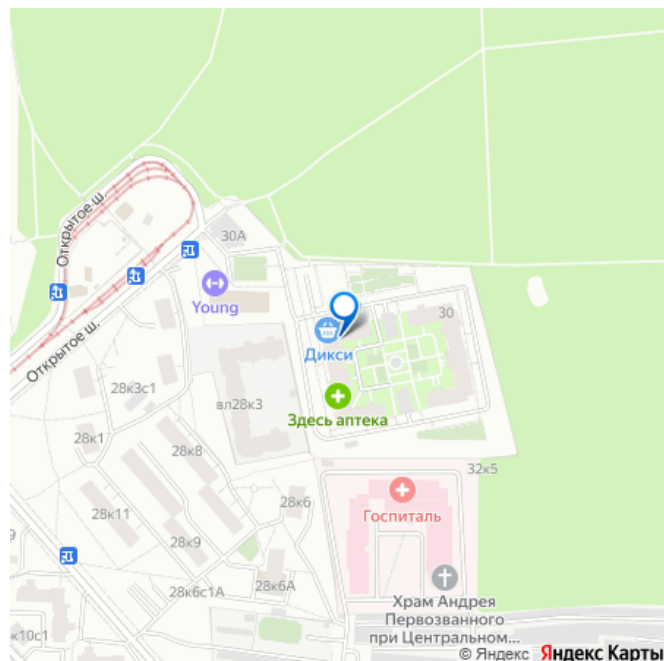 Открытое ш.
30А
Young
30
Дикси
Открытое ш.
28к3с1
вл28к3
Здесь аптека
28к1
28к8
32к5
28к6
Госпиталь
28к11
28к9
28к6А
28к6с1А
к10с1
Храм Андрея
Первозванного
при Центральном...
© Яндекс Яндекс Карты